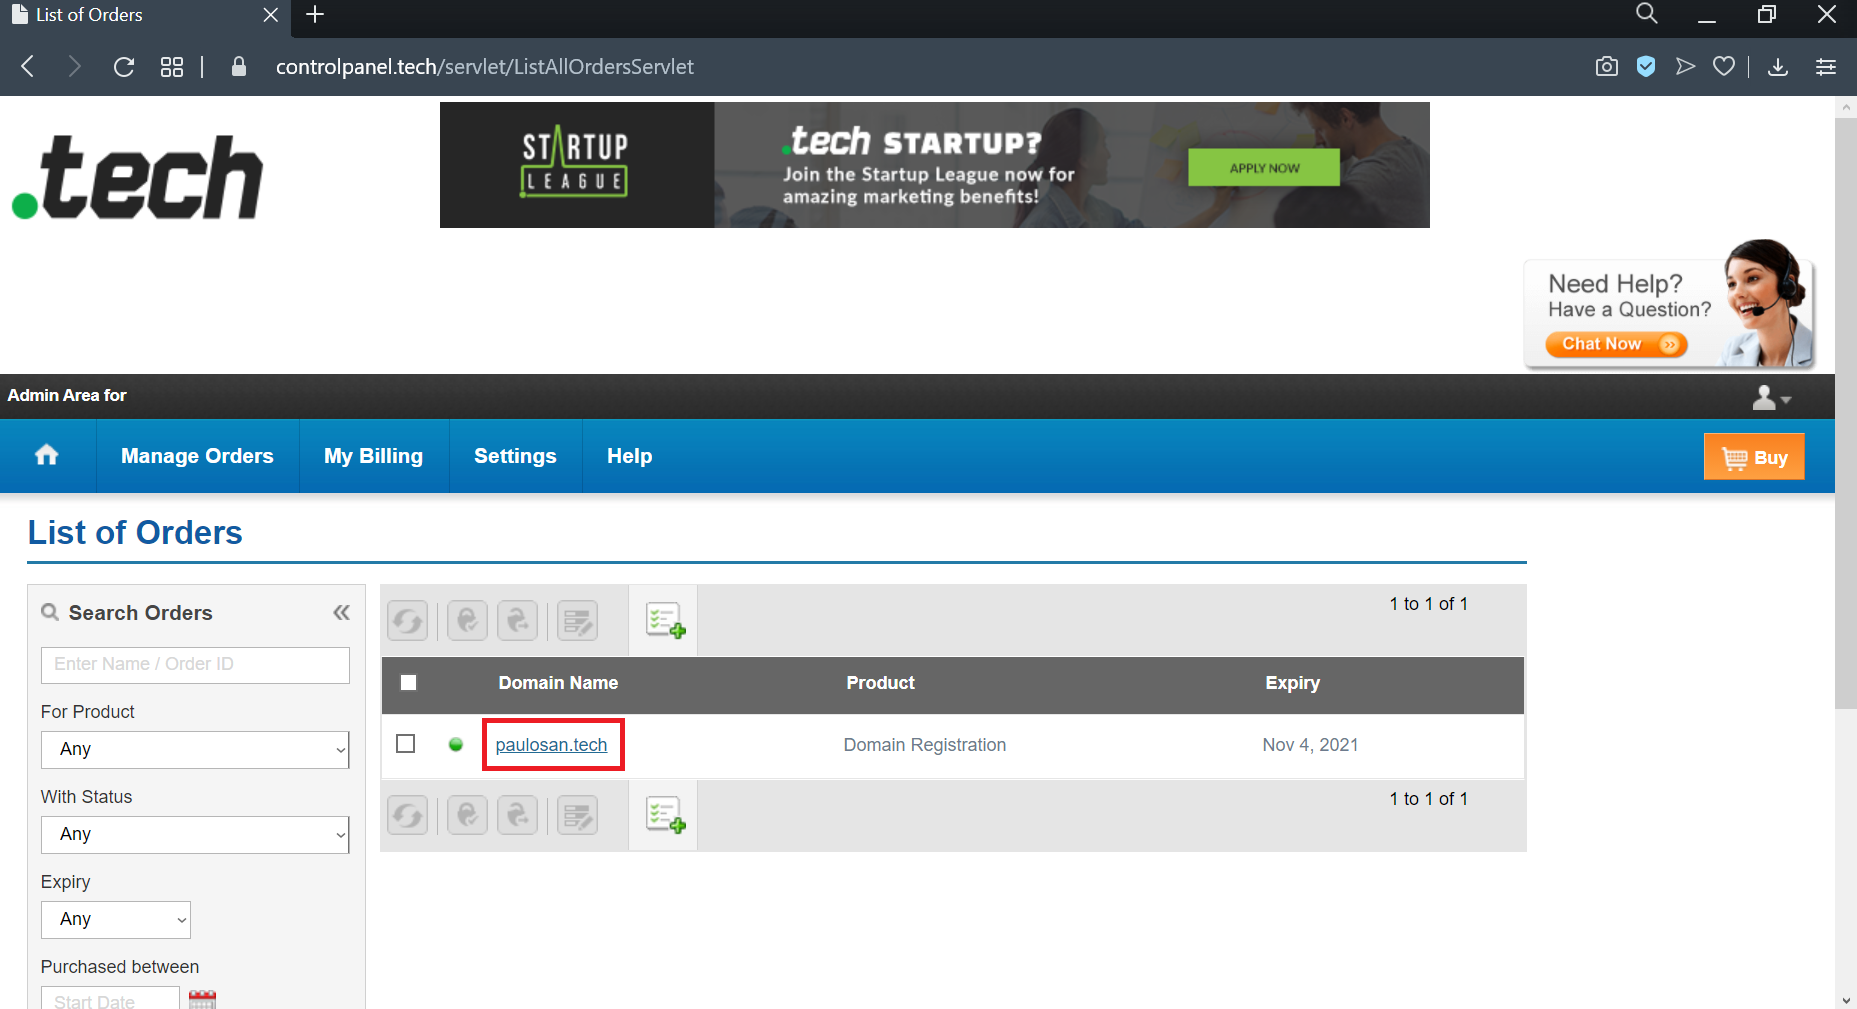 List of Orders
controlpanel.tech/servlet/ListAllOrdersServlet
.tech
STARTUP
LEAGUE
.tech STARTUP?
Join the Startup League now for
amazing marketing benefits!
APPLY NOW
Need Help?
Have a Question?
Chat Now
Admin Area for
Manage Orders
My Billing
Settings
Help
Buy
List of Orders
Search Orders
Enter Name / Order ID
For Product
Any
With Status
Any
Expiry
Any
Purchased between
Start Date
1 to 1 of 1
Domain Name Product Expiry
paulosan.tech Domain Registration Nov 4, 2021
1 to 1 of 1